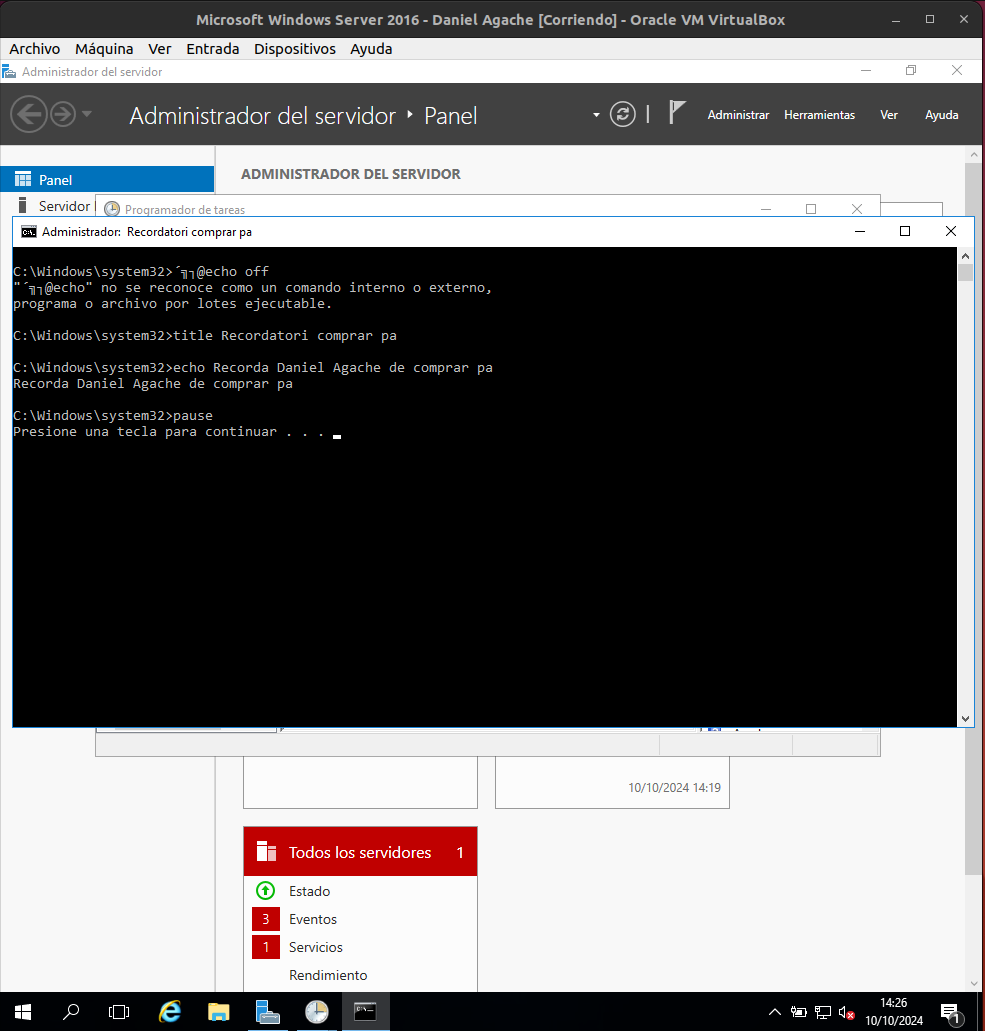 Microsoft Windows Server 2016 - Daniel Agache [Corriendo] - Oracle VM VirtualBox
Archivo Máquina Ver Entrada Dispositivos Ayuda
Administrador del servidor
Administrador del servidor ‣ Panel
Administrar Herramientas Ver Ayuda
Panel
ADMINISTRADOR DEL SERVIDOR
Servidor
Programador de tareas
Administrador: Recordatori comprar pa
C:\Windows\system32>´╗┐@echo off
"´╗┐@echo" no se reconoce como un comando interno o externo,
programa o archivo por lotes ejecutable.
C:\Windows\system32>title Recordatori comprar pa
C:\Windows\system32>echo Recorda Daniel Agache de comprar pa
Recorda Daniel Agache de comprar pa
C:\Windows\system32>pause
Presione una tecla para continuar . . .
10/10/2024 14:19
Todos los servidores 1
Estado
3 Eventos
1 Servicios
Rendimiento
14:26
10/10/2024
1